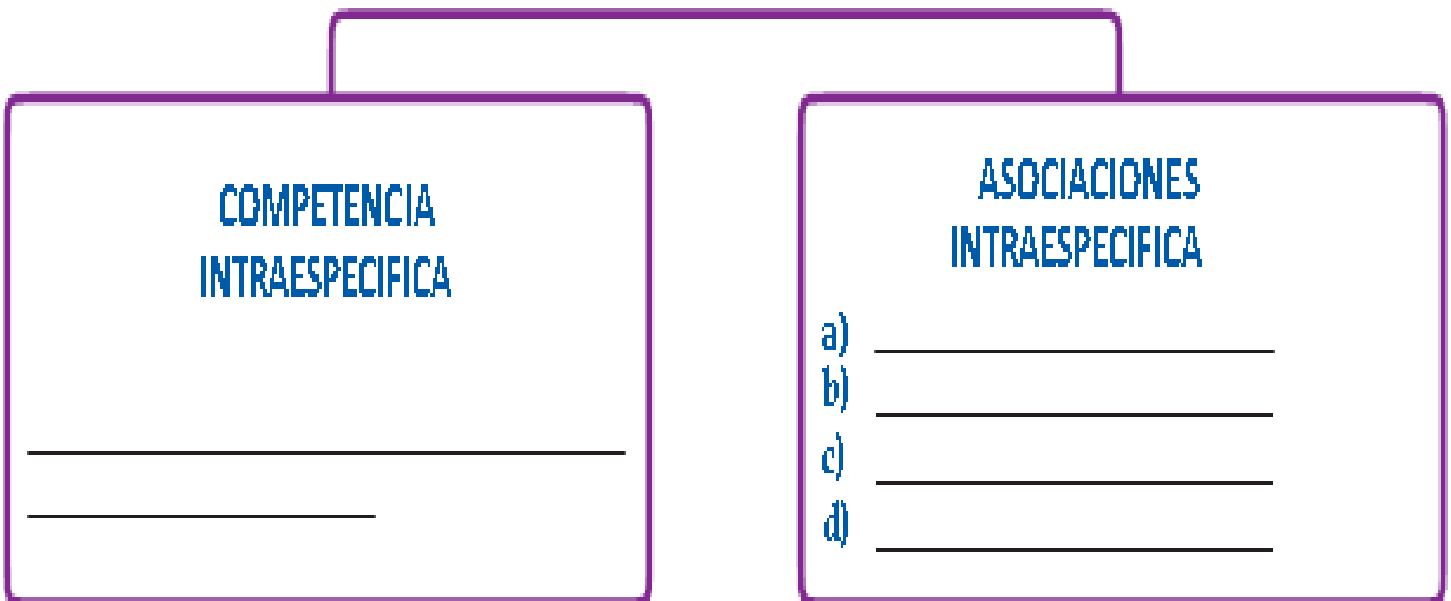 COMPETENCIA
INTRAESPECIFICA
ASOCIACIONES
INTRAESPECIFICA
a)
b)
c)
d)